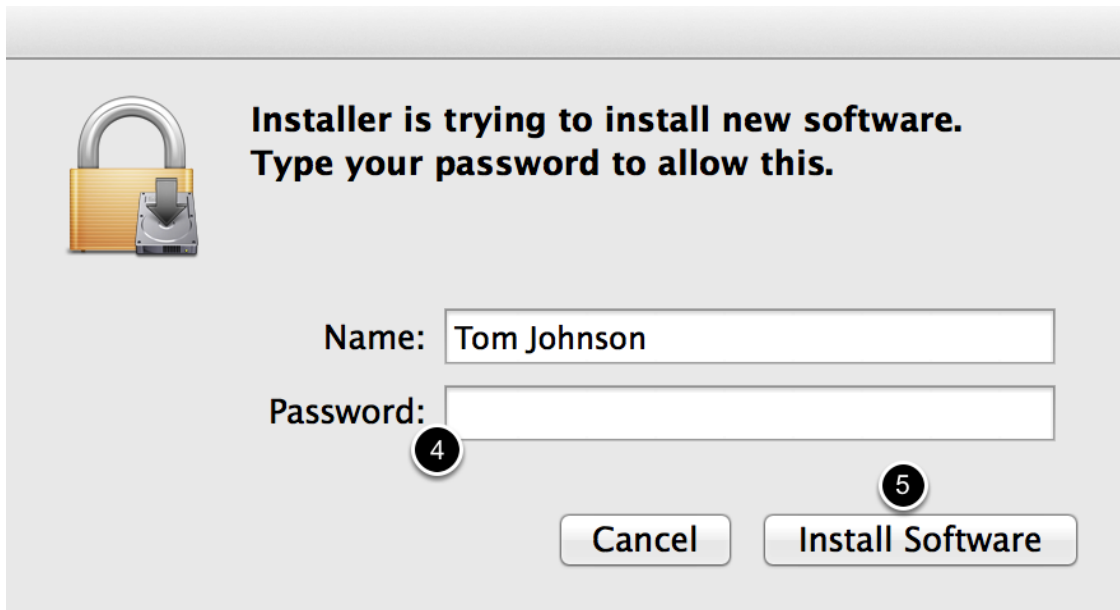 Installer is trying to install new software.
Type your password to allow this.
Name: Tom Johnson
Password:
4
5
Cancel Install Software